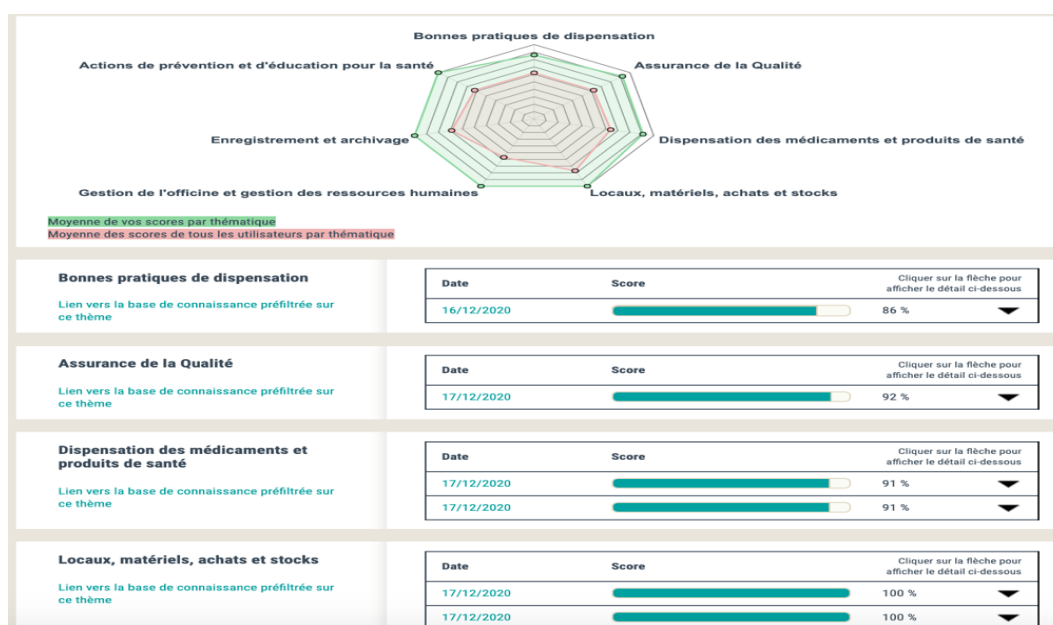 Bonnes pratiques de dispensation
Actions de prévention et d'éducation pour la santé
Assurance de la Qualité
Enregistrement et archivage
Dispensation des médicaments et produits de santé
Gestion de l'officine et gestion des ressources humaines
Locaux, matériels, achats et stocks
Moyenne de vos scores par thématique
Moyenne des scores de tous les utilisateurs par thématique
Bonnes pratiques de dispensation
Lien vers la base de connaissance préfiltrée sur
ce thème
Date Score Cliquer sur la flèche pour
afficher le détail ci-dessous
16/12/2020 86 %
Assurance de la Qualité
Lien vers la base de connaissance préfiltrée sur
ce thème
Date Score Cliquer sur la flèche pour
afficher le détail ci-dessous
17/12/2020 92 %
Dispensation des médicaments et
produits de santé
Lien vers la base de connaissance préfiltrée sur
ce thème
Date Score Cliquer sur la flèche pour
afficher le détail ci-dessous
17/12/2020 91 %
17/12/2020 91 %
Locaux, matériels, achats et stocks
Lien vers la base de connaissance préfiltrée sur
ce thème
Date Score Cliquer sur la flèche pour
afficher le détail ci-dessous
17/12/2020 100 %
17/12/2020 100 %